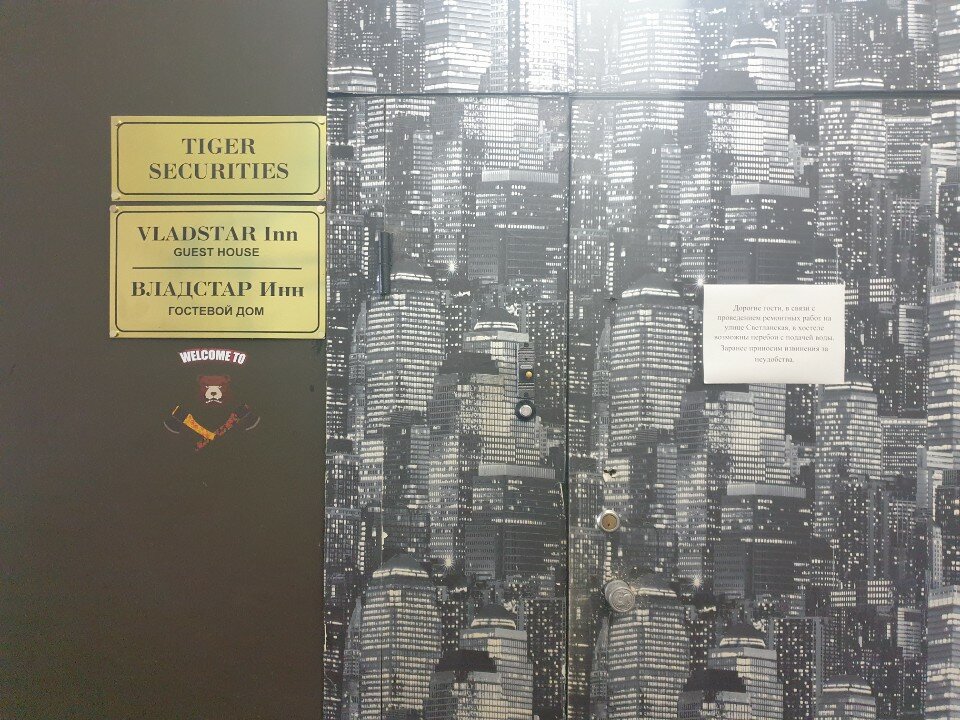 TIGER
SECURITIES
VLADSTAR Inn
GUEST HOUSE
ВЛАДСТАР Инн
ГОСТЕВОЙ ДОМ
WELCOME TO
Дорогие гости, в связи с
проведением ремонтных работ на
улице Светланская, в хостеле
возможны перебои с подачей воды.
Заранее приносим извинения за
неудобства.